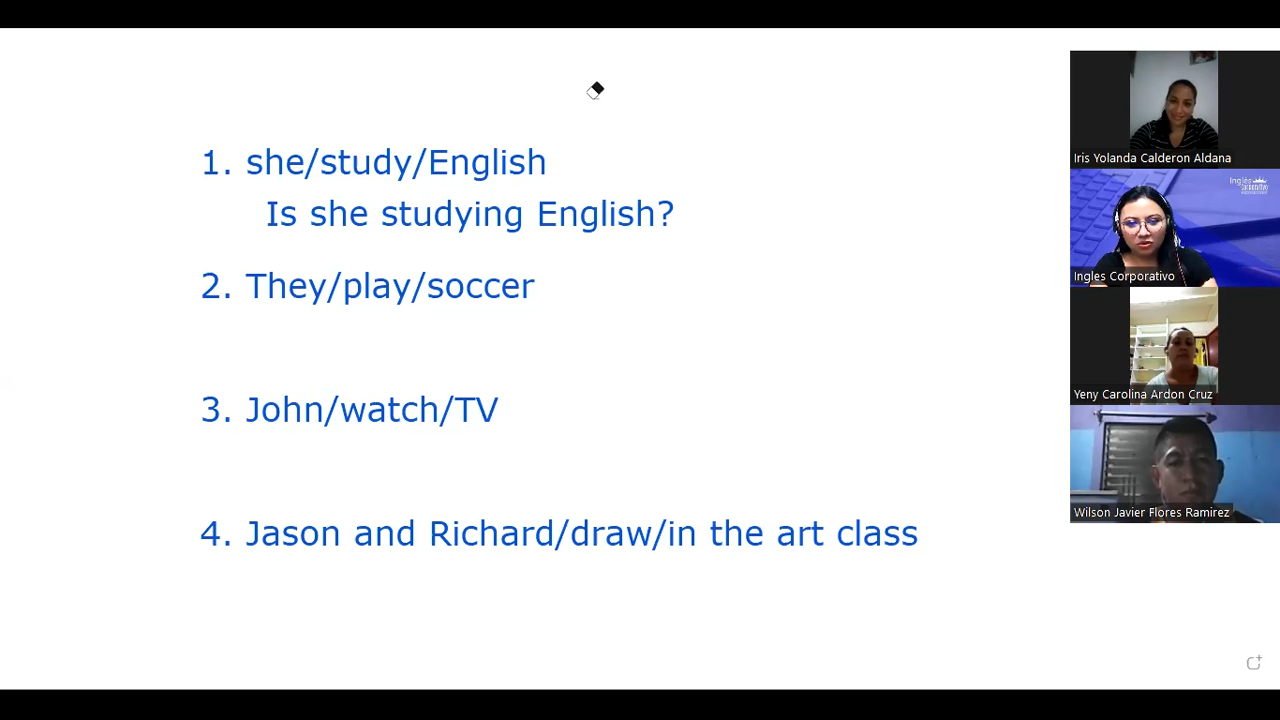 1. she/study/English
Is she studying English?
2. They/play/soccer
3. John/watch/TV
4. Jason and Richard/draw/in the art class
Iris Yolanda Calderon Aldana
Inglés
Corporativo
Ingles Corporativo
Yeny Carolina Ardon Cruz
Wilson Javier Flores Ramirez